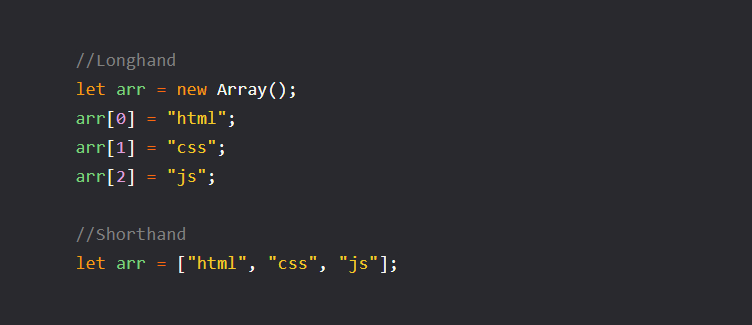 //Longhand
let arr = new Array();
arr[0] = "html";
arr[1] = "css";
arr[2] = "js";
//Shorthand
let arr = ["html", "css", "js"];